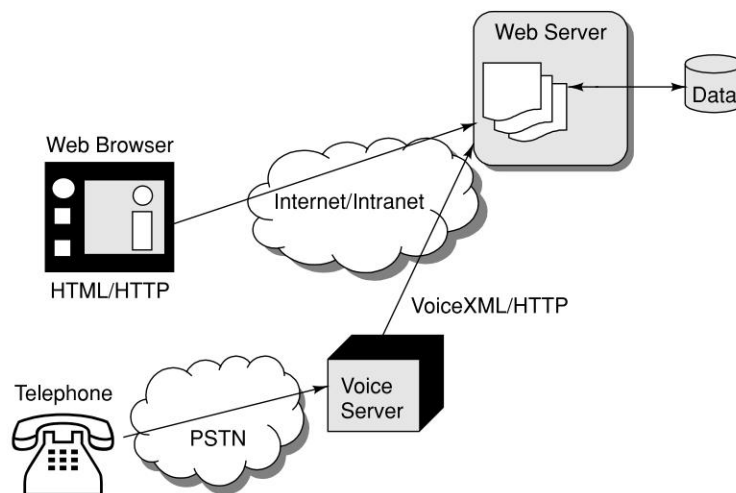 Web Server
Data
Web Browser
Internet/Intranet
HTML/HTTP
VoiceXML/HTTP
Telephone
Voice
Server
PSTN